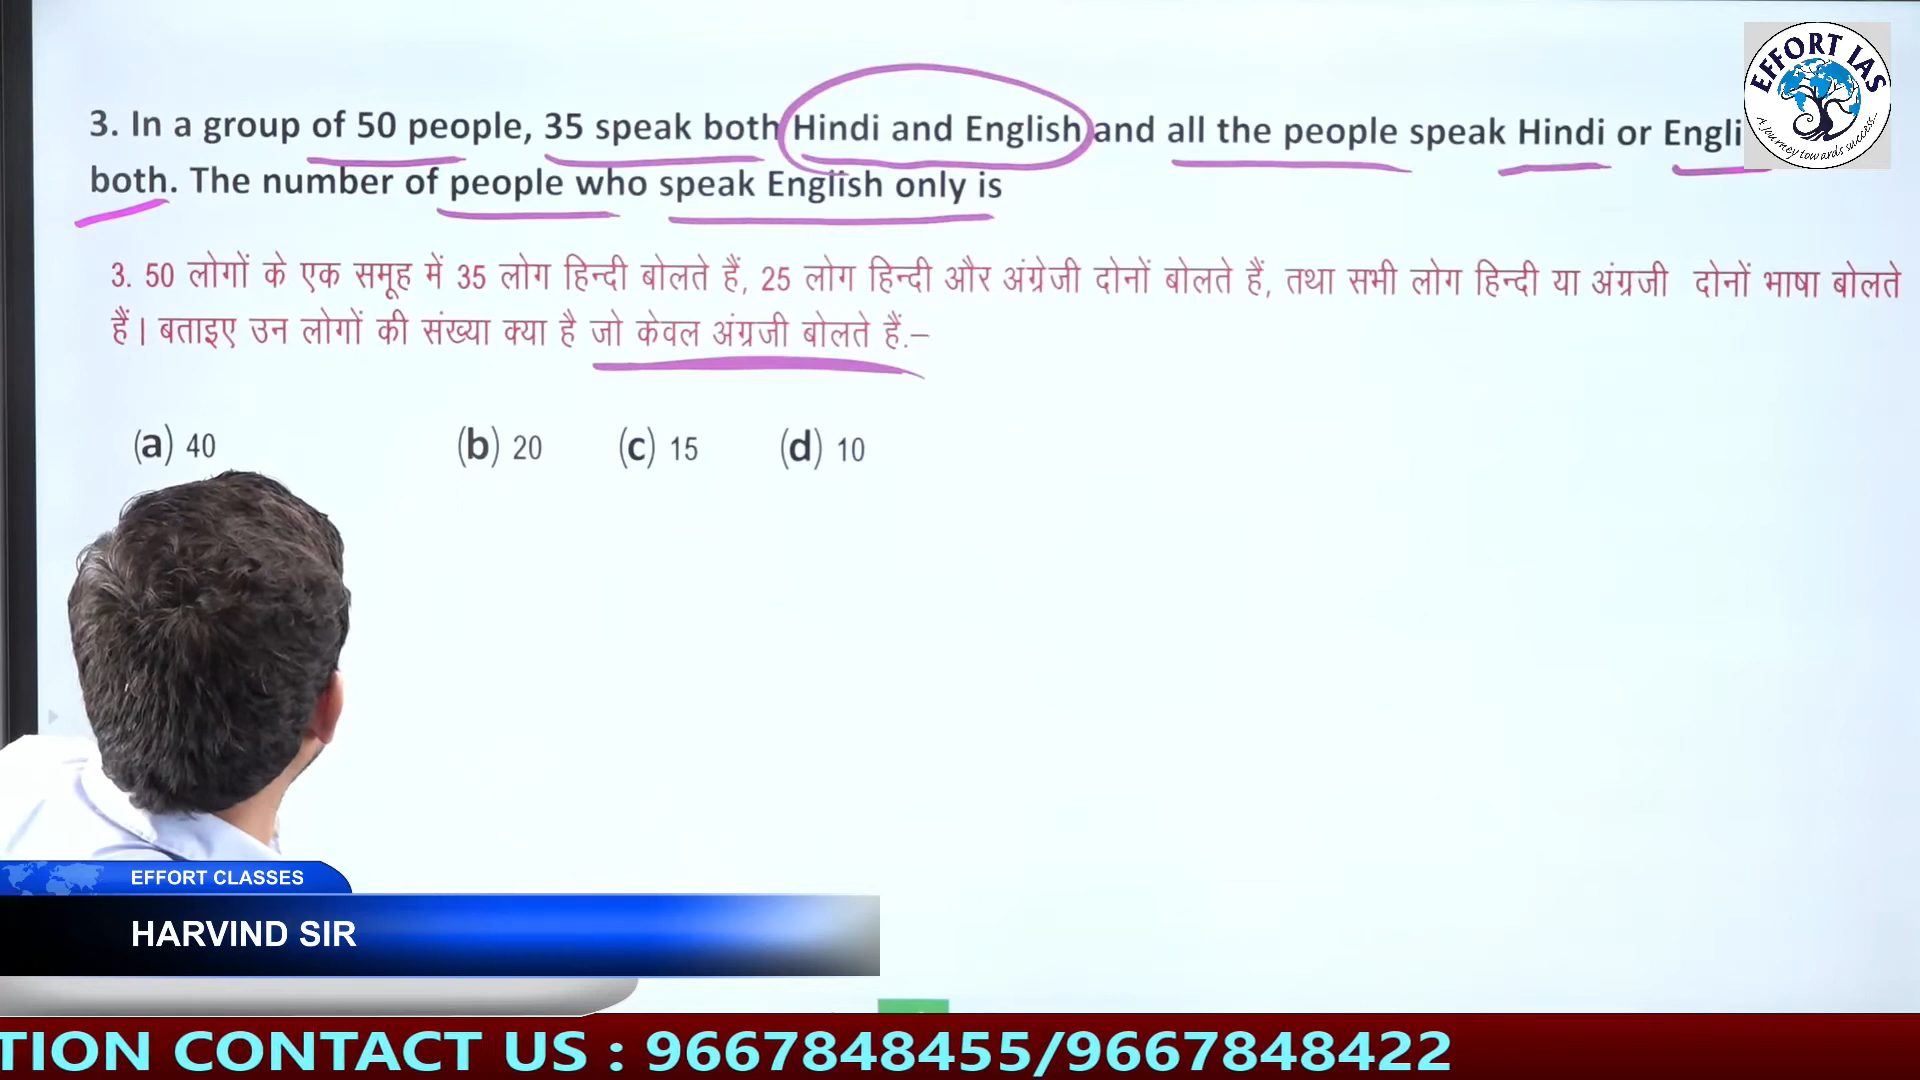 EFFORT IAS
A journey towards success...
3. In a group of 50 people, 35 speak both Hindi and English and all the people speak Hindi or Engli
both. The number of people who speak English only is
3. 50 लोगों के एक समूह में 35 लोग हिन्दी बोलते हैं, 25 लोग हिन्दी और अंग्रेजी दोनों बोलते हैं, तथा सभी लोग हिन्दी या अंग्रजी दोनों भाषा बोलते
हैं। बताइए उन लोगों की संख्या क्या है जो केवल अंग्रजी बोलते हैं.–
(a) 40 (b) 20 (c) 15 (d) 10
EFFORT CLASSES
HARVIND SIR
TION CONTACT US : 9667848455/9667848422